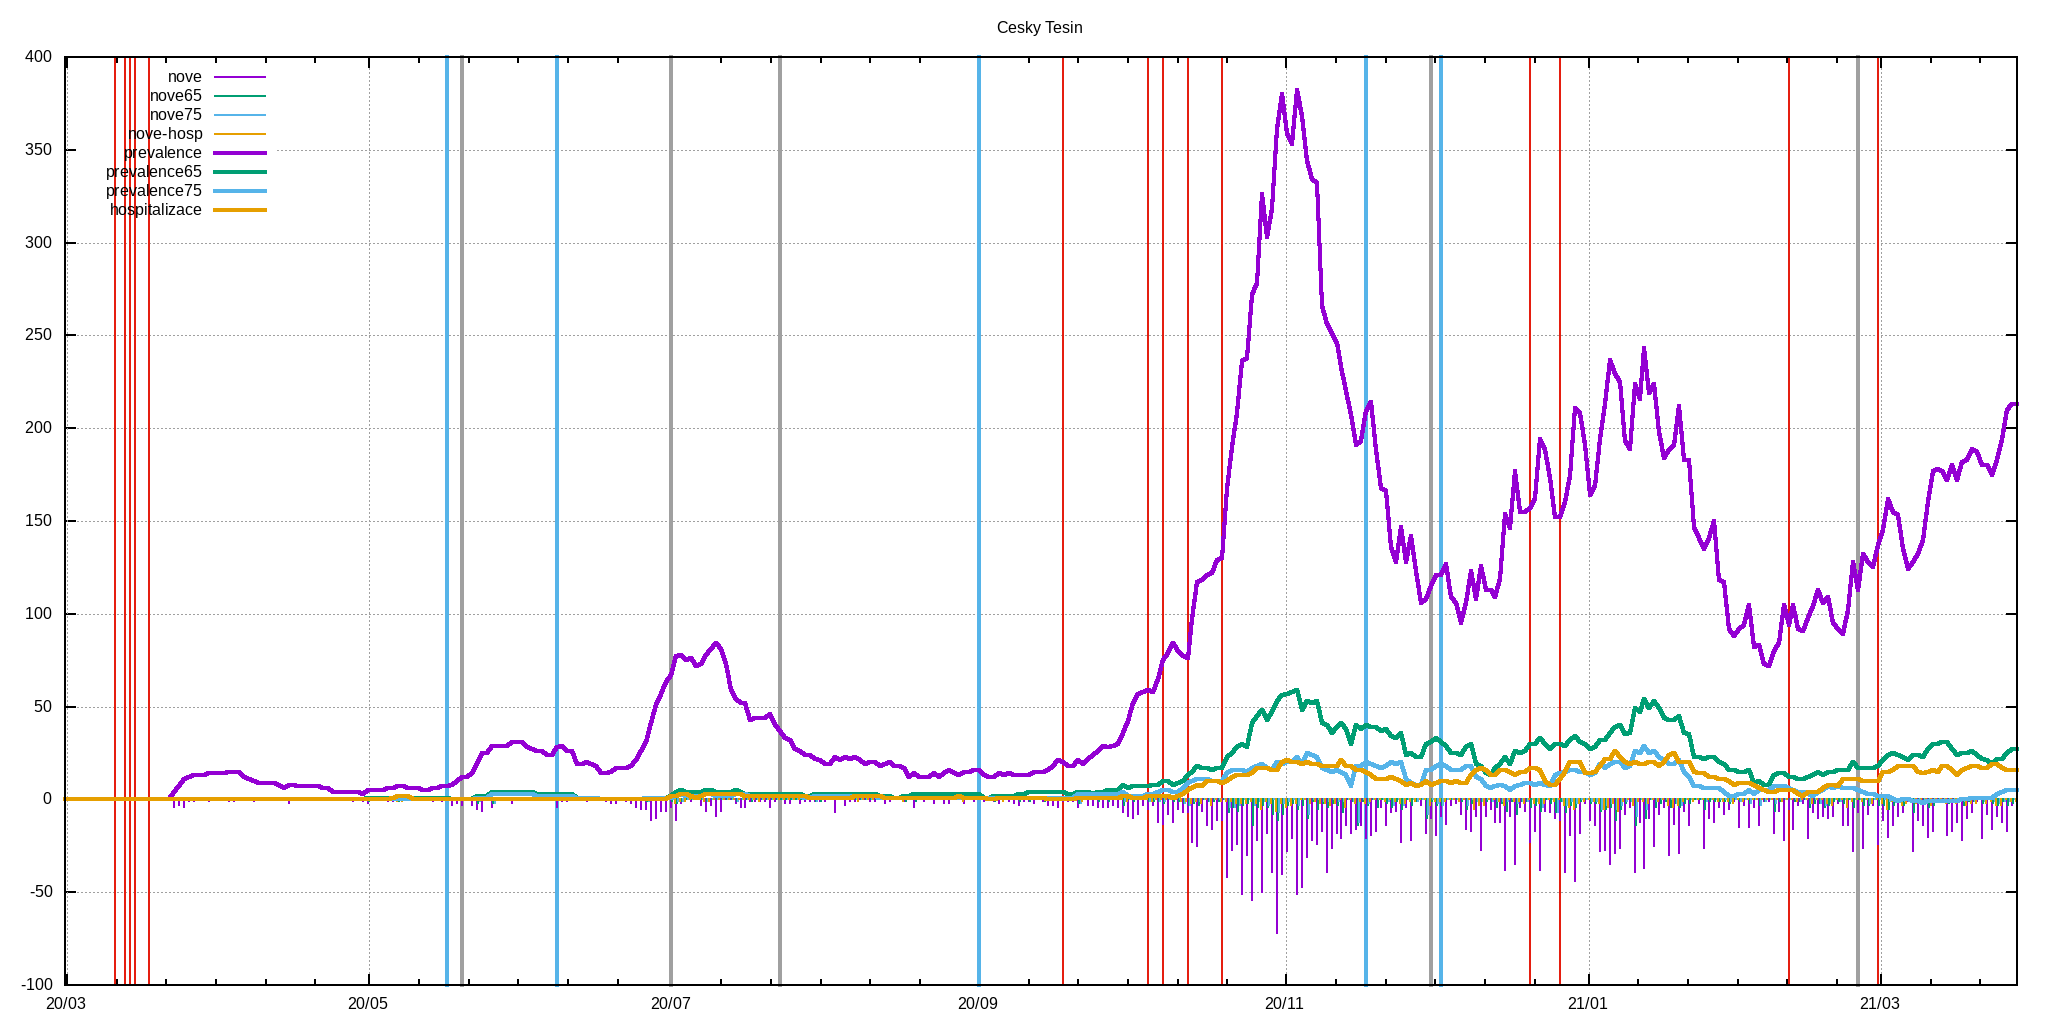 Cesky Tesin
400
350
300
250
200
150
100
50
0
-50
-100
nove
nove65
nove75
nove-hosp
prevalence
prevalence65
prevalence75
hospitalizace
20/03 20/05 20/07 20/09 20/11 21/01 21/03